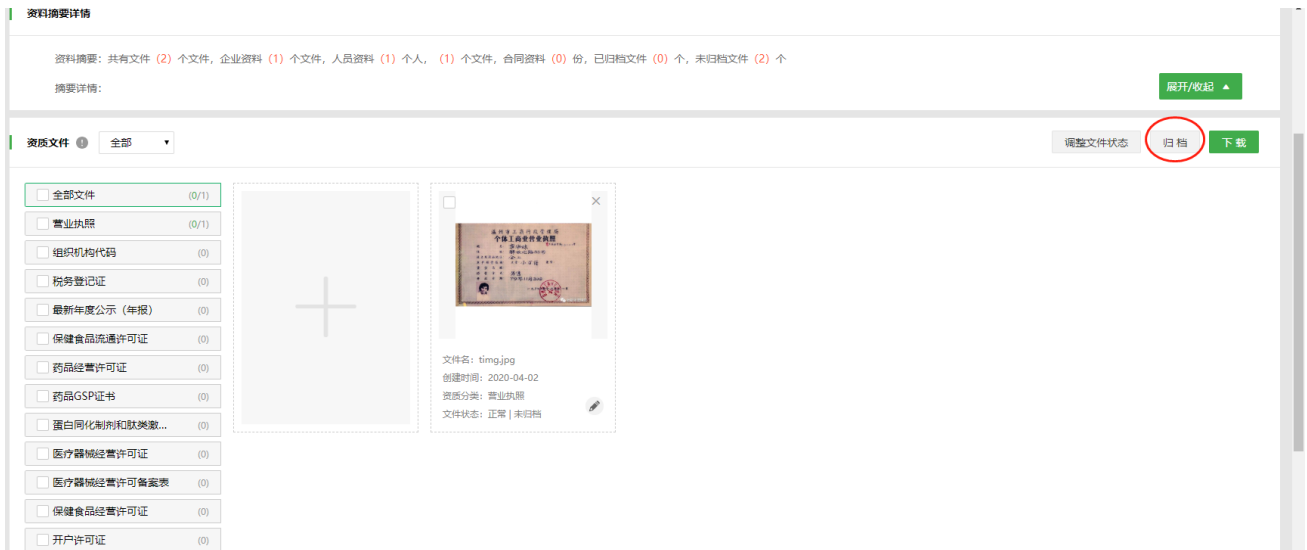 资料摘要详情
资料摘要：共有文件（2）个文件，企业资料（1）个文件，人员资料（1）个人，（1）个文件，合同资料（0）份，已归档文件（0）个，未归档文件（2）个
摘要详情：
展开/收起
资质文件 全部 调整文件状态 归 档 下 载
全部文件 (0/1)
营业执照 (0/1)
组织机构代码 (0)
税务登记证 (0)
最新年度公示（年报） (0)
保健食品流通许可证 (0)
药品经营许可证 (0)
药品GSP证书 (0)
蛋白同化制剂和肽类激... (0)
医疗器械经营许可证 (0)
医疗器械经营许可备案表 (0)
保健食品经营许可证 (0)
开户许可证 (0)
个体工商业营业执照
文件名：timg.jpg
创建时间：2020-04-02
资质分类：营业执照
文件状态：正常 | 未归档